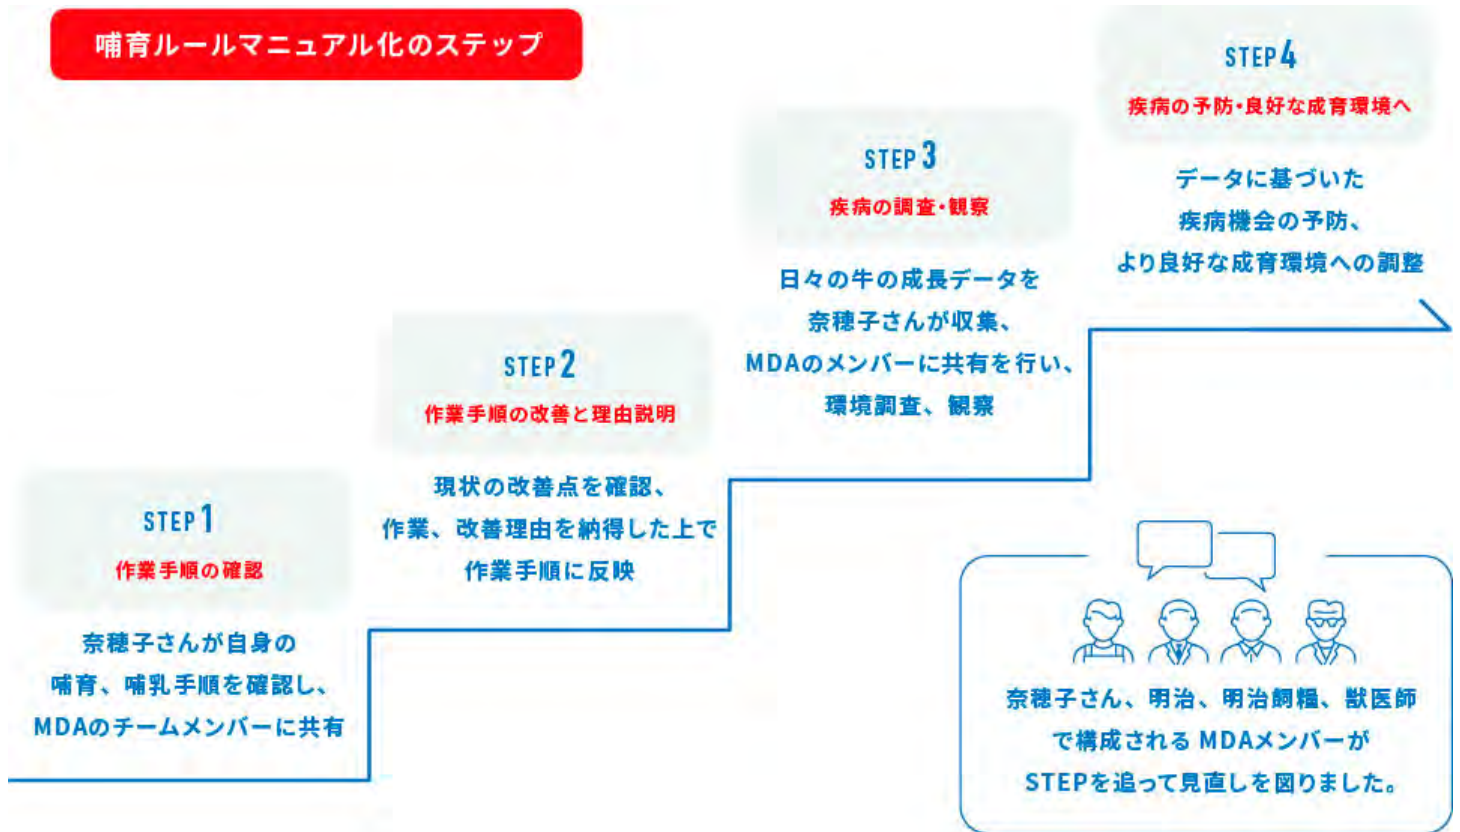 哺育ルールマニュアル化のステップ
STEP 1
作業手順の確認
奈穂子さんが自身の
哺育、哺乳手順を確認し、
MDAのチームメンバーに共有
STEP 2
作業手順の改善と理由説明
現状の改善点を確認、
作業、改善理由を納得した上で
作業手順に反映
STEP 3
疾病の調査・観察
日々の牛の成長データを
奈穂子さんが収集、
MDAのメンバーに共有を行い、
環境調査、観察
STEP 4
疾病の予防・良好な成育環境へ
データに基づいた
疾病機会の予防、
より良好な成育環境への調整
奈穂子さん、明治、明治飼糧、獣医師
で構成される MDAメンバーが
STEPを追って見直しを図りました。